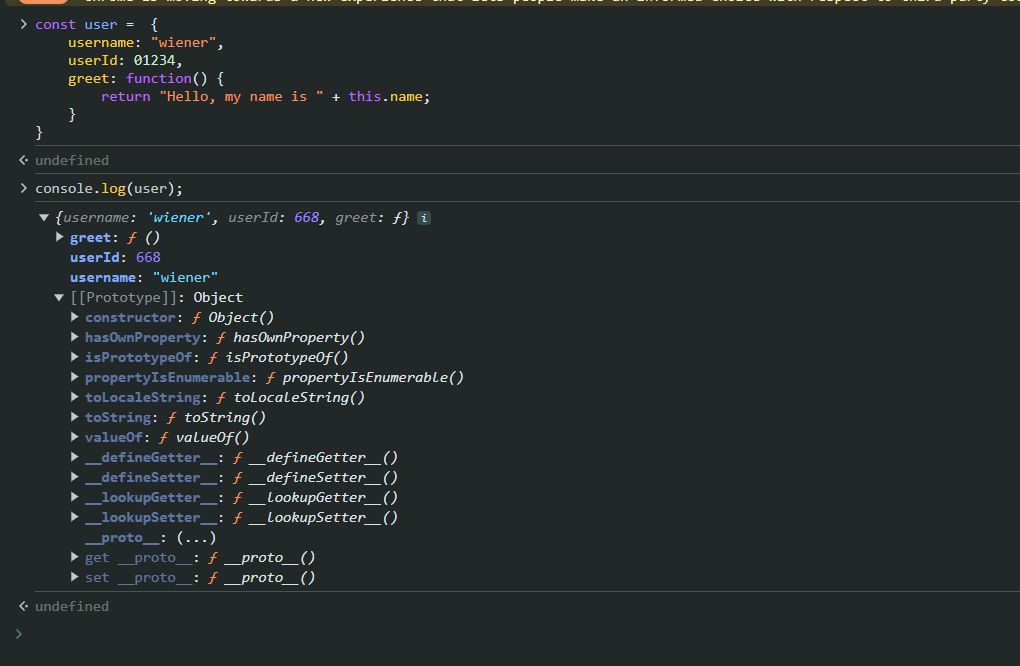 > const user =  {
    username: "wiener",
    userId: 01234,
    greet: function() {
        return "Hello, my name is " + this.name;
    }
}
undefined
> console.log(user);
▼ {username: 'wiener', userId: 668, greet: ƒ} i
▶ greet: ƒ ()
userId: 668
username: "wiener"
▼ [[Prototype]]: Object
▶ constructor: ƒ Object()
▶ hasOwnProperty: ƒ hasOwnProperty()
▶ isPrototypeOf: ƒ isPrototypeOf()
▶ propertyIsEnumerable: ƒ propertyIsEnumerable()
▶ toLocaleString: ƒ toLocaleString()
▶ toString: ƒ toString()
▶ valueOf: ƒ valueOf()
▶ __defineGetter__: ƒ __defineGetter__()
▶ __defineSetter__: ƒ __defineSetter__()
▶ __lookupGetter__: ƒ __lookupGetter__()
▶ __lookupSetter__: ƒ __lookupSetter__()
__proto__: (...)
▶ get __proto__: ƒ __proto__()
▶ set __proto__: ƒ __proto__()
undefined
>